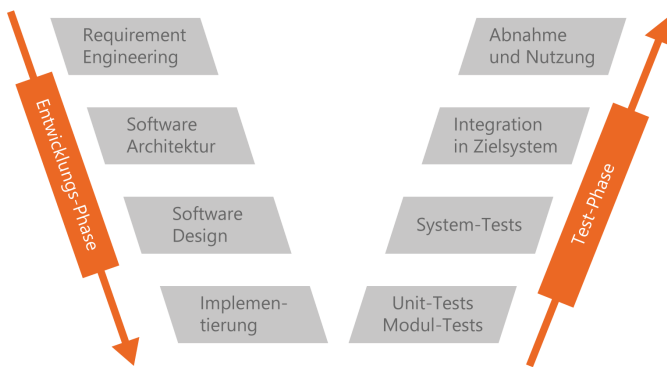 Requirement
Engineering
Abnahme
und Nutzung
Entwicklungs-Phase
Software
Architektur
Integration
in Zielsystem
Test-Phase
Software
Design
System-Tests
Implemen-
tierung
Unit-Tests
Modul-Tests